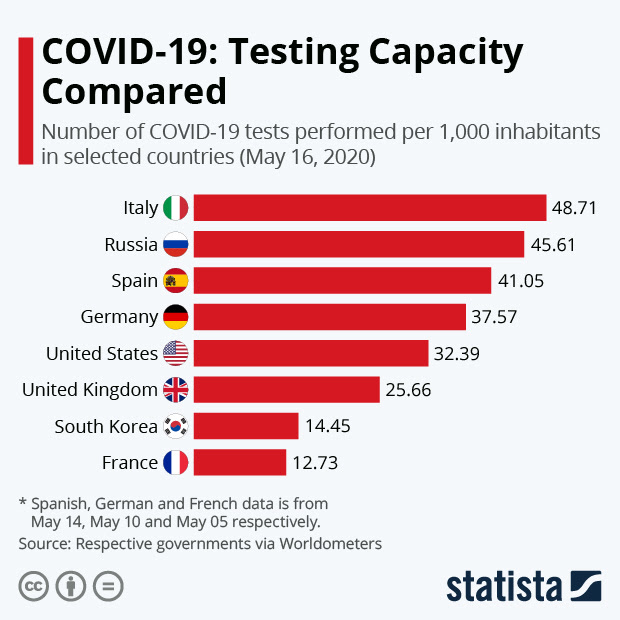 COVID-19: Testing Capacity
Compared
Number of COVID-19 tests performed per 1,000 inhabitants
in selected countries (May 16, 2020)
Italy 48.71
Russia 45.61
Spain 41.05
Germany 37.57
United States 32.39
United Kingdom 25.66
South Korea 14.45
France 12.73
* Spanish, German and French data is from
May 14, May 10 and May 05 respectively.
Source: Respective governments via Worldometers
cc
statista